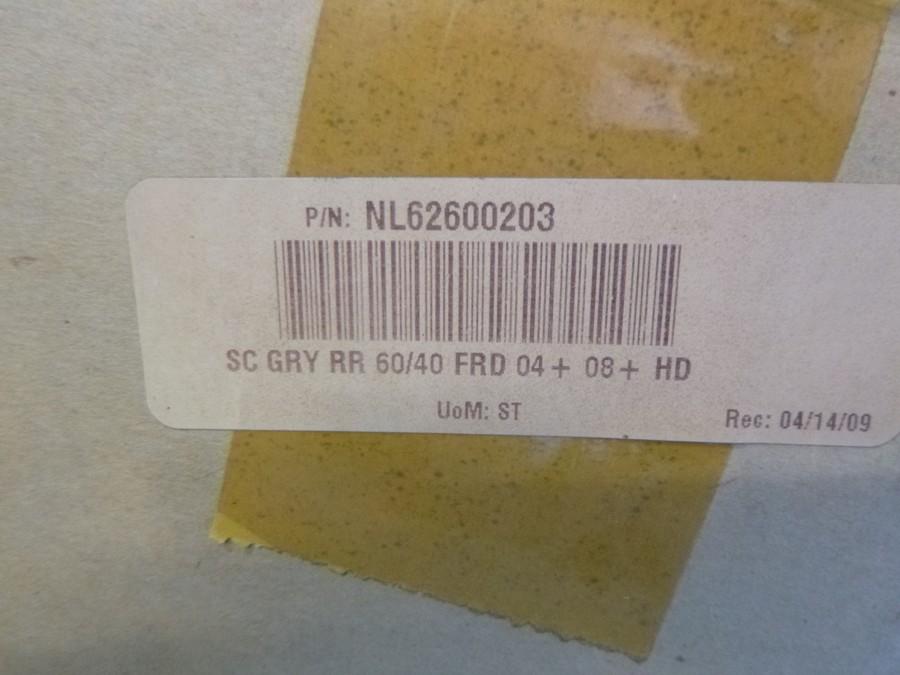 P/N: NL62600203
SC GRY RR 60/40 FRD 04+ 08+ HD
UoM: ST
Rec: 04/14/09